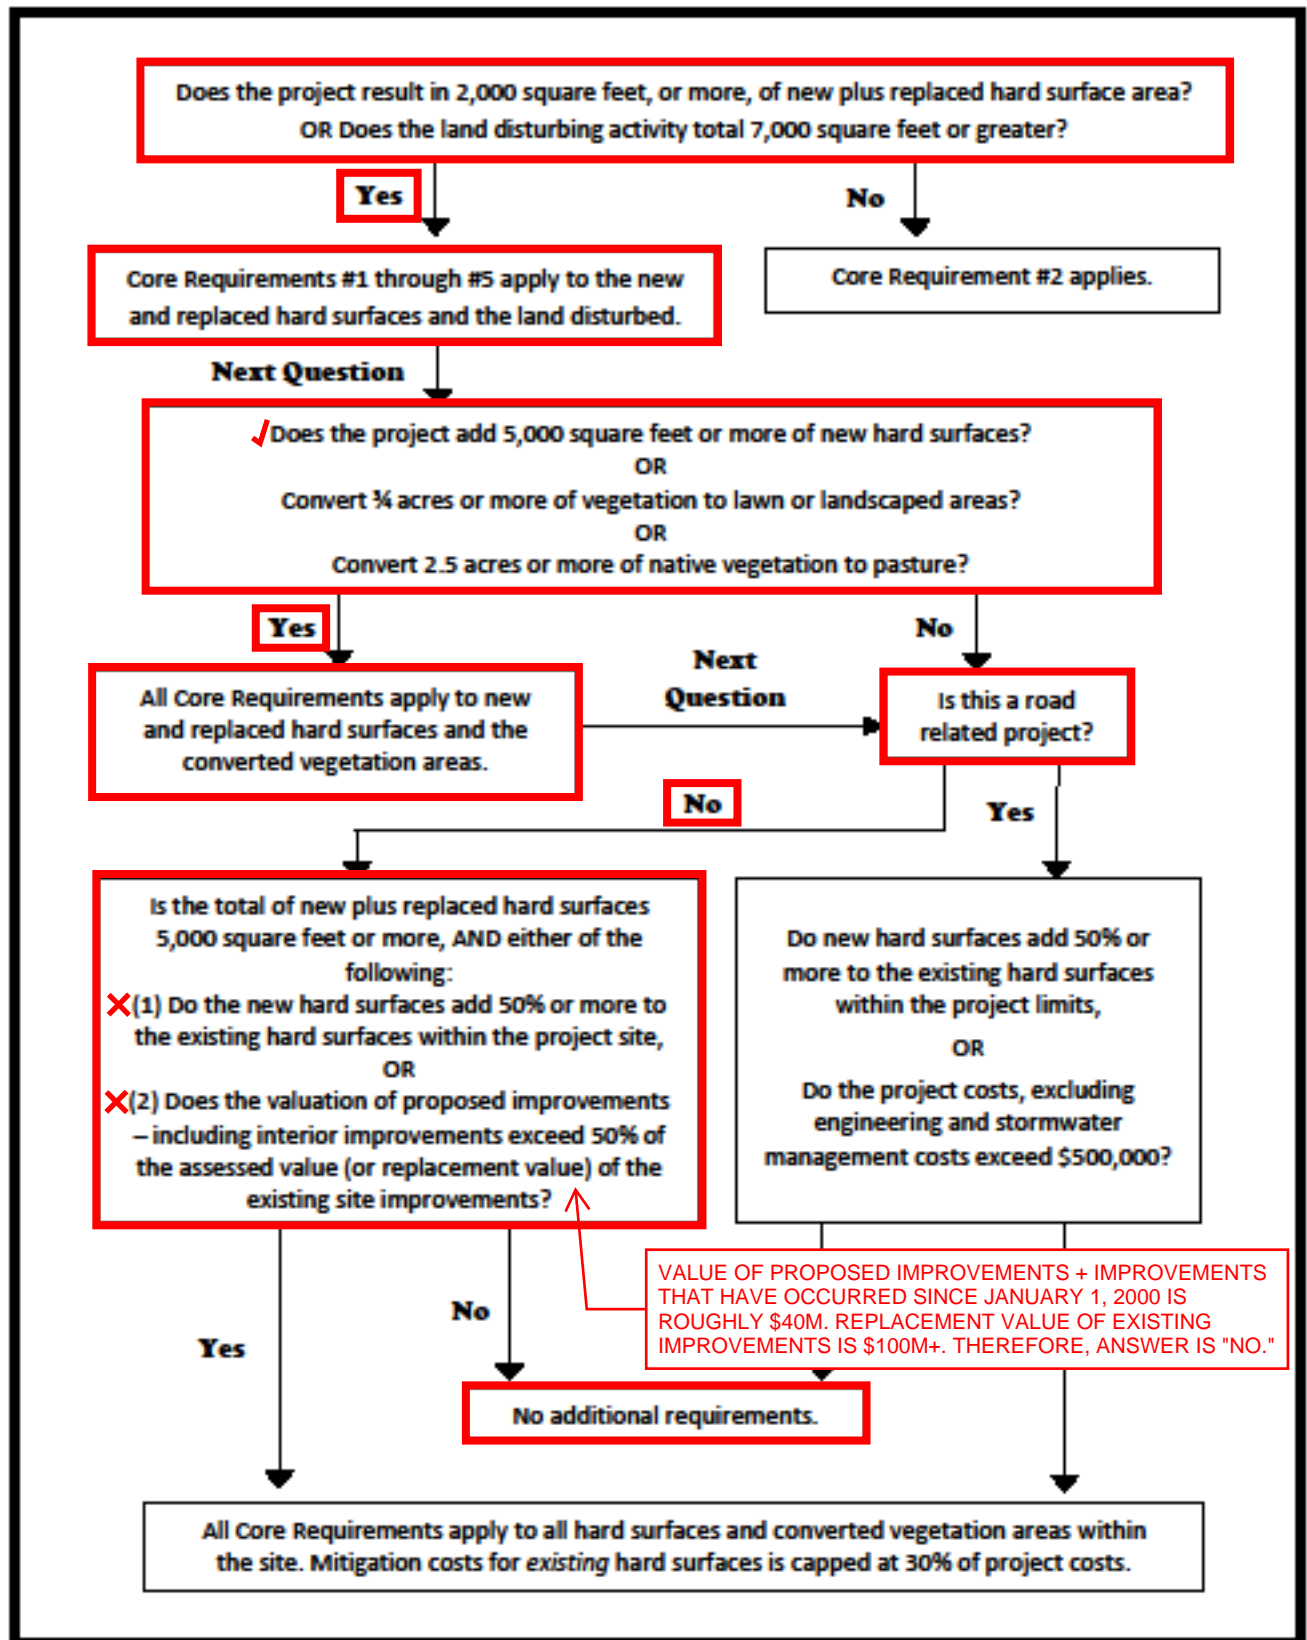 Does the project result in 2,000 square feet, or more, of new plus replaced hard surface area?
OR Does the land disturbing activity total 7,000 square feet or greater?
Yes
No
Core Requirements #1 through #5 apply to the new
and replaced hard surfaces and the land disturbed.
Core Requirement #2 applies.
Next Question
Does the project add 5,000 square feet or more of new hard surfaces?
OR
Convert ¾ acres or more of vegetation to lawn or landscaped areas?
OR
Convert 2.5 acres or more of native vegetation to pasture?
Yes
No
All Core Requirements apply to new
and replaced hard surfaces and the
converted vegetation areas.
Next
Question
Is this a road
related project?
No
Yes
Is the total of new plus replaced hard surfaces
5,000 square feet or more, AND either of the
following:
(1) Do the new hard surfaces add 50% or more to
the existing hard surfaces within the project site,
OR
(2) Does the valuation of proposed improvements
– including interior improvements exceed 50% of
the assessed value (or replacement value) of the
existing site improvements?
Do new hard surfaces add 50% or
more to the existing hard surfaces
within the project limits,
OR
Do the project costs, excluding
engineering and stormwater
management costs exceed $500,000?
VALUE OF PROPOSED IMPROVEMENTS + IMPROVEMENTS
THAT HAVE OCCURRED SINCE JANUARY 1, 2000 IS
ROUGHLY $40M. REPLACEMENT VALUE OF EXISTING
IMPROVEMENTS IS $100M+. THEREFORE, ANSWER IS "NO."
Yes
No
No additional requirements.
All Core Requirements apply to all hard surfaces and converted vegetation areas within
the site. Mitigation costs for existing hard surfaces is capped at 30% of project costs.